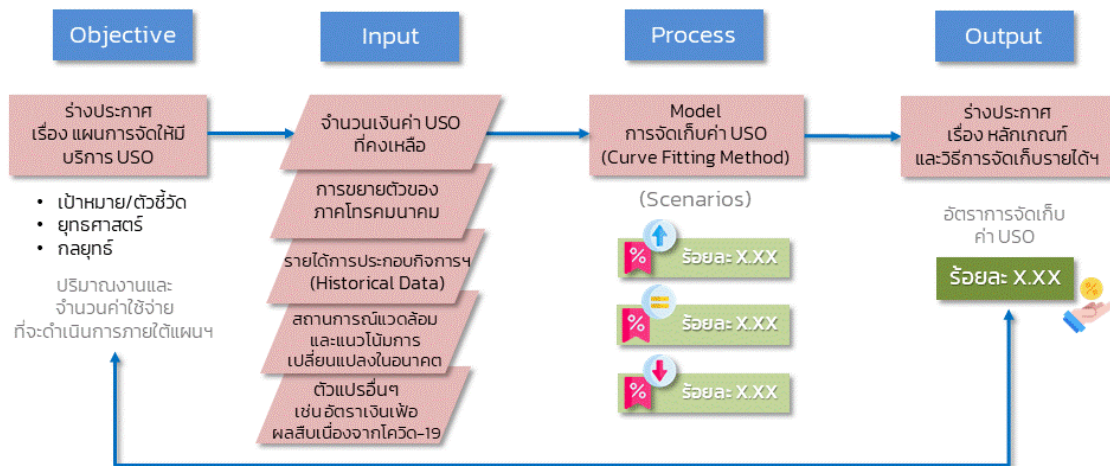 Objective
Input
Process
Output
ร่างประกาศ
เรื่อง แผนการจัดให้มี
บริการ USO
• เป้าหมาย/ตัวชี้วัด
• ยุทธศาสตร์
• กลยุทธ์
ปริมาณงานและ
จำนวนค่าใช้จ่าย
ที่จะดำเนินการภายใต้แผนฯ
จำนวนเงินค่า USO
ที่คงเหลือ
การขยายตัวของ
ภาคโทรคมนาคม
รายได้การประกอบกิจการฯ
(Historical Data)
สถานการณ์แวดล้อม
และแนวโน้มการ
เปลี่ยนแปลงในอนาคต
ตัวแปรอื่นๆ
เช่น อัตราเงินเฟ้อ
ผลสืบเนื่องจากโควิด-19
Model
การจัดเก็บค่า USO
(Curve Fitting Method)
(Scenarios)
% ร้อยละ X.XX
% ร้อยละ X.XX
% ร้อยละ X.XX
ร่างประกาศ
เรื่อง หลักเกณฑ์
และวิธีการจัดเก็บรายได้ฯ
อัตราการจัดเก็บ
ค่า USO
ร้อยละ X.XX
%